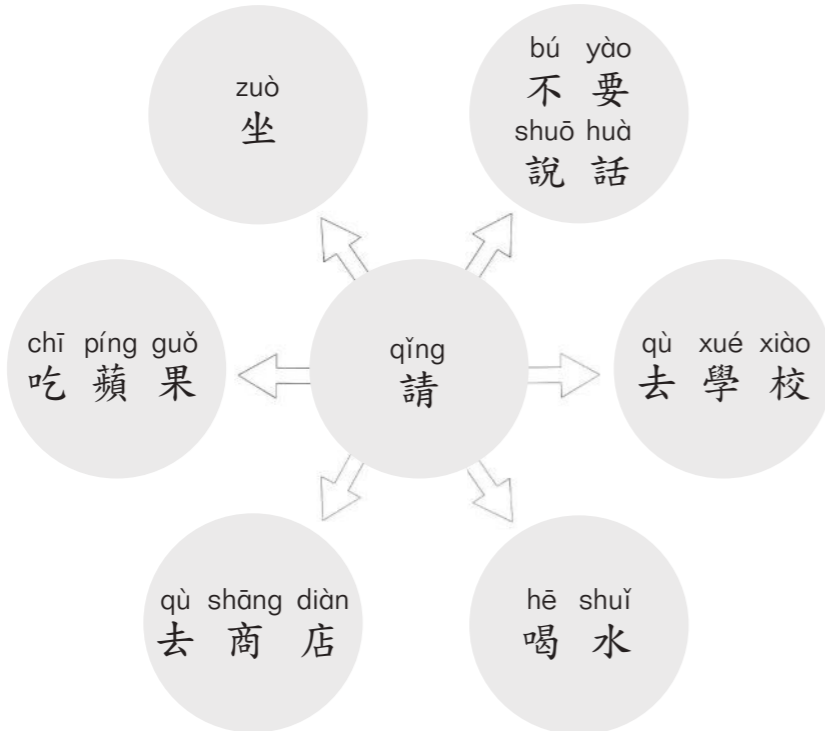 zuò
坐
bú yào
不 要
shuō huà
說 話
chī píng guǒ
吃 蘋 果
qǐng
請
qù xué xiào
去 學 校
qù shāng diàn
去 商 店
hē shuǐ
喝 水